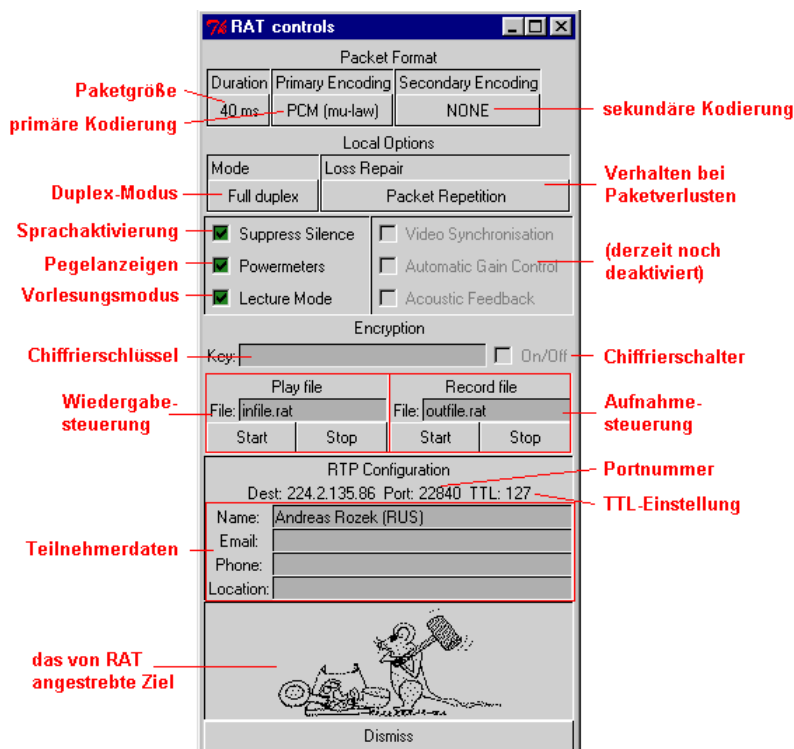 RAT controls
Packet Format
Duration Primary Encoding Secondary Encoding
Paketgröße
40 ms PCM (mu-law) NONE
sekundäre Kodierung
primäre Kodierung
Local Options
Mode Loss Repair
Verhalten bei
Paketverlusten
Duplex-Modus
Full duplex Packet Repetition
Sprachaktivierung
Suppress Silence Video Synchronisation
Pegelanzeigen
Powermeters Automatic Gain Control
(derzeit noch
deaktiviert)
Vorlesungsmodus
Lecture Mode Acoustic Feedback
Encryption
Chiffrierschlüssel
Key: On/Off
Chiffrierschalter
Play file Record file
Wiedergabe-
steuerung
File: infile.rat File: outfile.rat
Aufnahme-
steuerung
Start Stop Start Stop
RTP Configuration
Portnummer
Dest: 224.2.135.86 Port: 22840 TTL: 127
TTL-Einstellung
Name: Andreas Rozek (RUS)
Email:
Teilnehmerdaten
Phone:
Location:
das von RAT
angestrebte Ziel
Dismiss